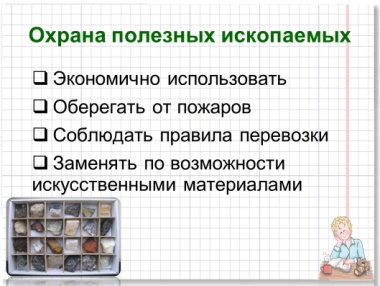 Охрана полезных ископаемых
❑ Экономично использовать
❑ Оберегать от пожаров
❑ Соблюдать правила перевозки
❑ Заменять по возможности
искусственными материалами